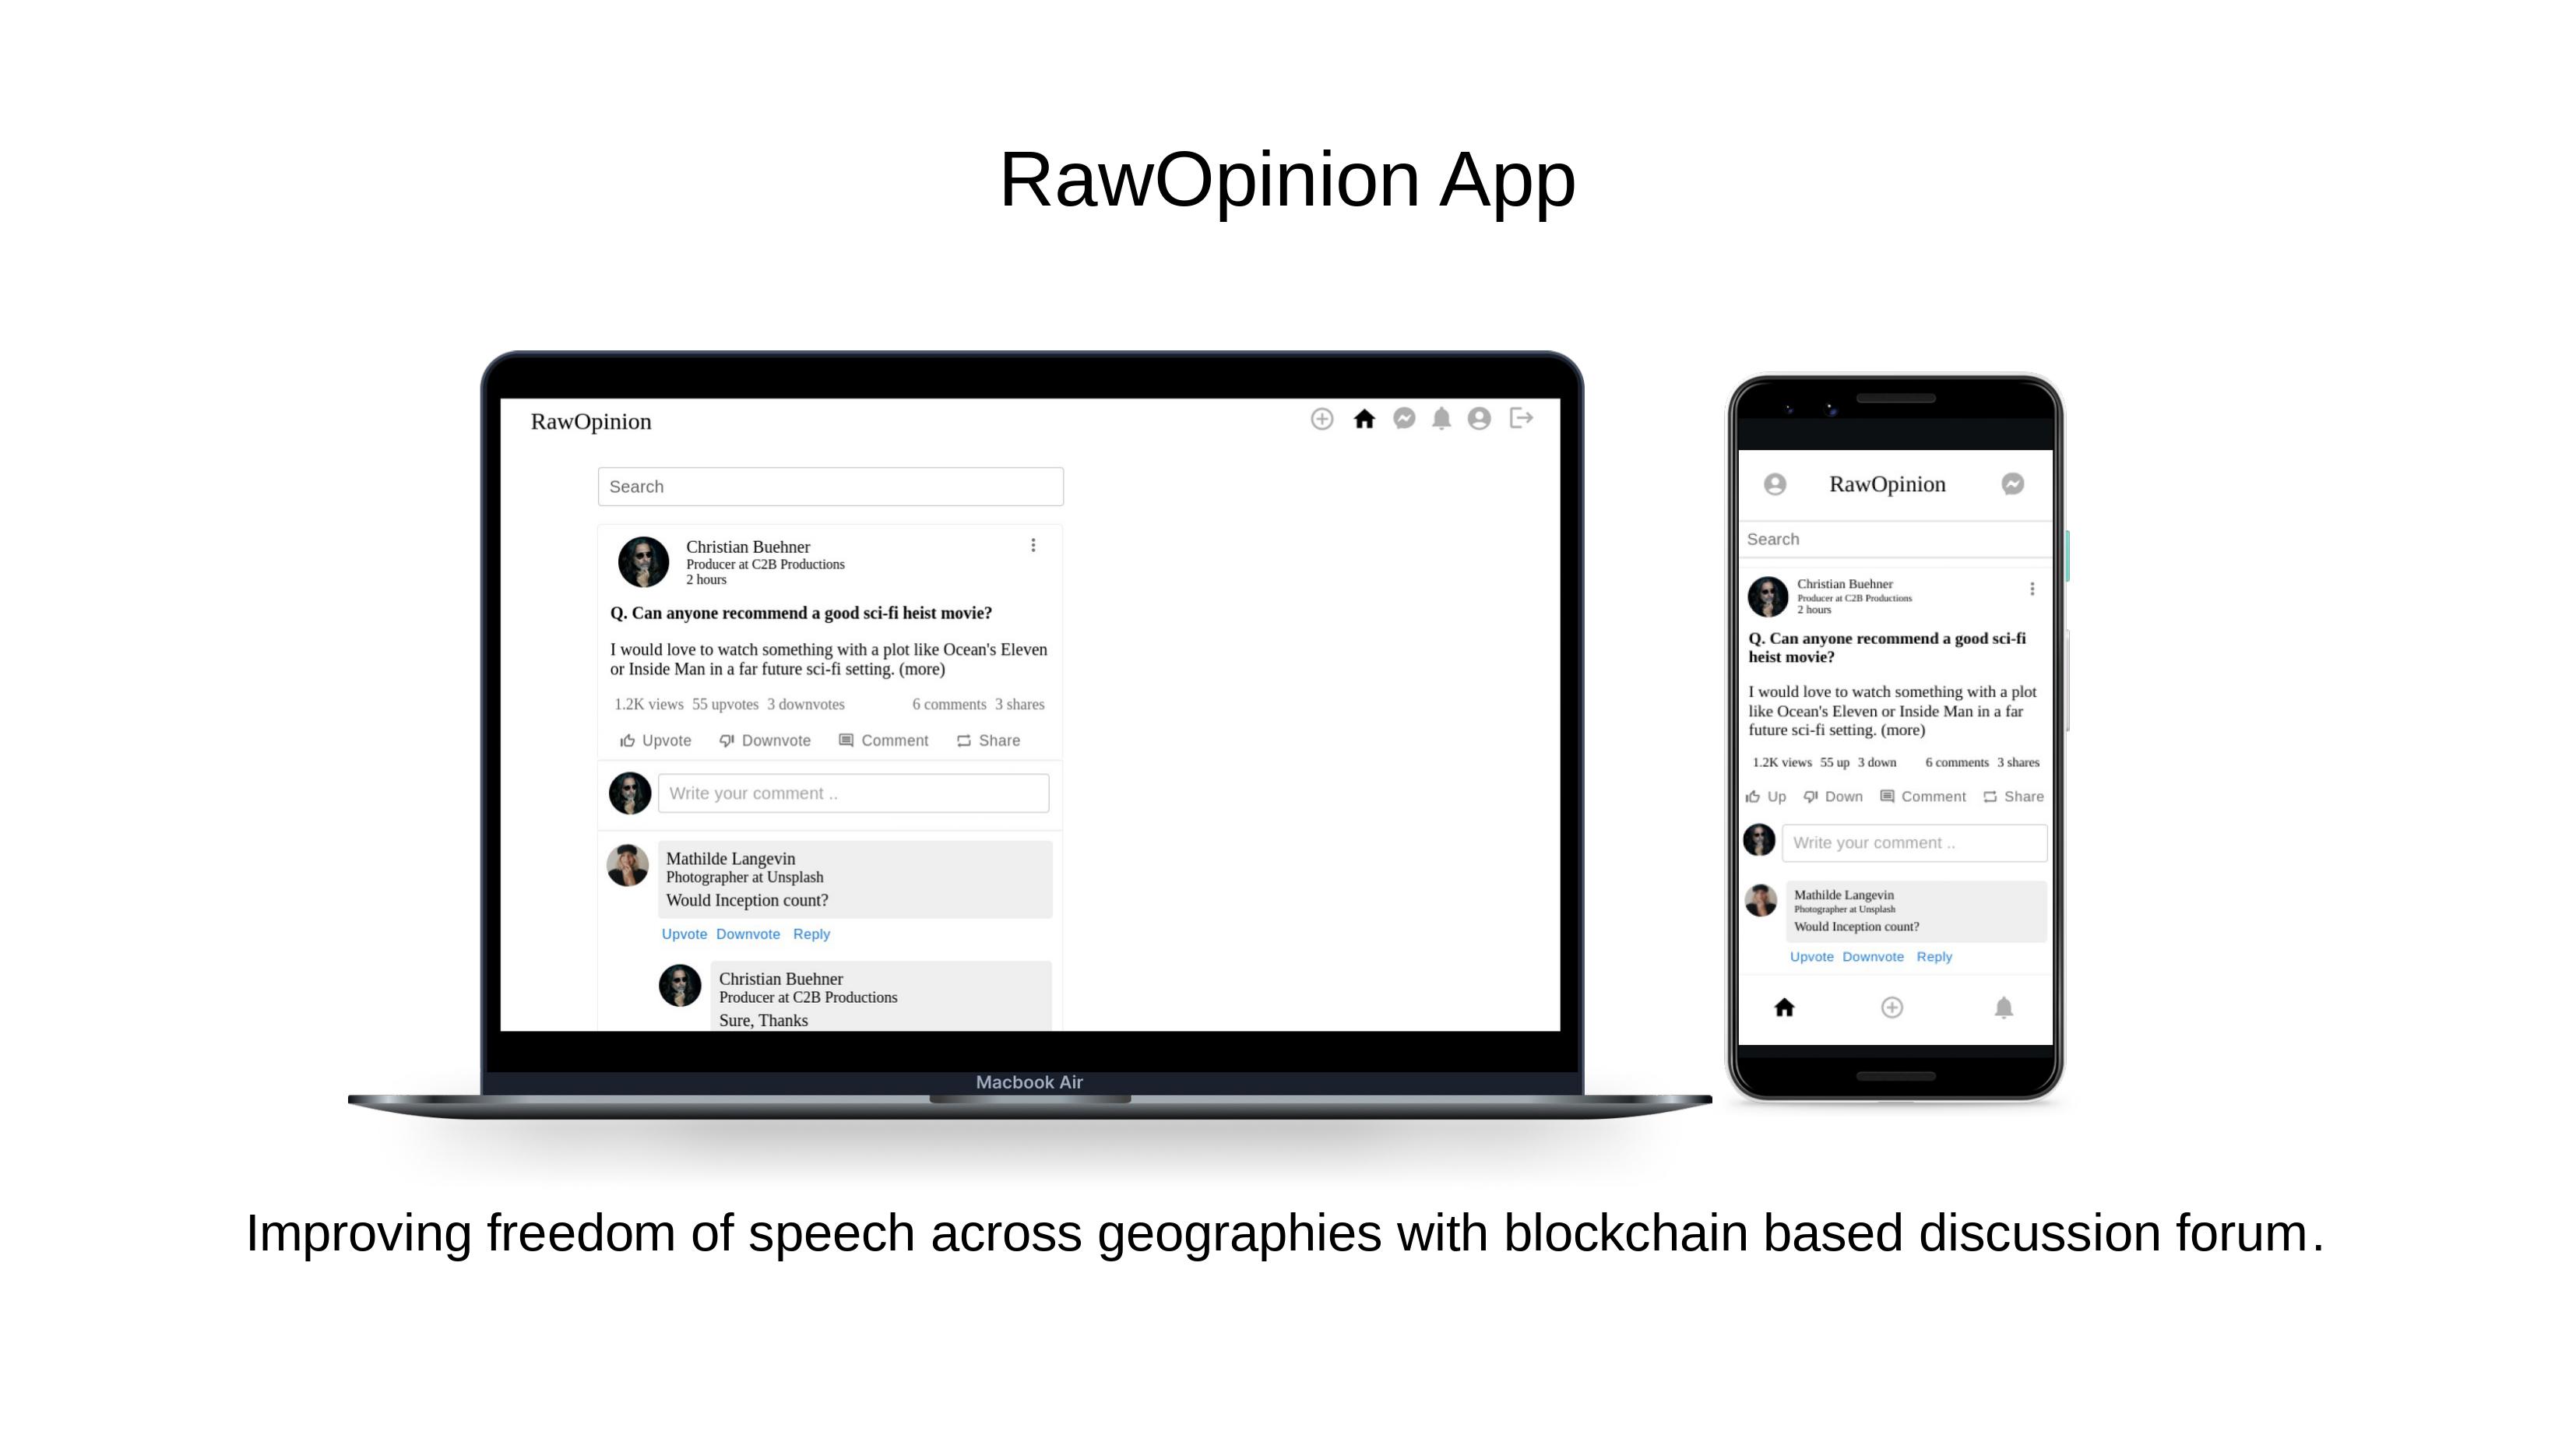 RawOpinion App
RawOpinion
Search
Christian Buehner
Producer at C2B Productions
2 hours
Q. Can anyone recommend a good sci-fi heist movie?
I would love to watch something with a plot like Ocean's Eleven
or Inside Man in a far future sci-fi setting. (more)
1.2K views 55 upvotes 3 downvotes 6 comments 3 shares
Upvote Downvote Comment Share
Write your comment ..
Mathilde Langevin
Photographer at Unsplash
Would Inception count?
Upvote Downvote Reply
Christian Buehner
Producer at C2B Productions
Sure, Thanks
Macbook Air
RawOpinion
Search
Christian Buehner
Producer at C2B Productions
2 hours
Q. Can anyone recommend a good sci-fi
heist movie?
I would love to watch something with a plot
like Ocean's Eleven or Inside Man in a far
future sci-fi setting. (more)
1.2K views 55 up 3 down 6 comments 3 shares
Up Down Comment Share
Write your comment ..
Mathilde Langevin
Photographer at Unsplash
Would Inception count?
Upvote Downvote Reply
Improving freedom of speech across geographies with blockchain based discussion forum.